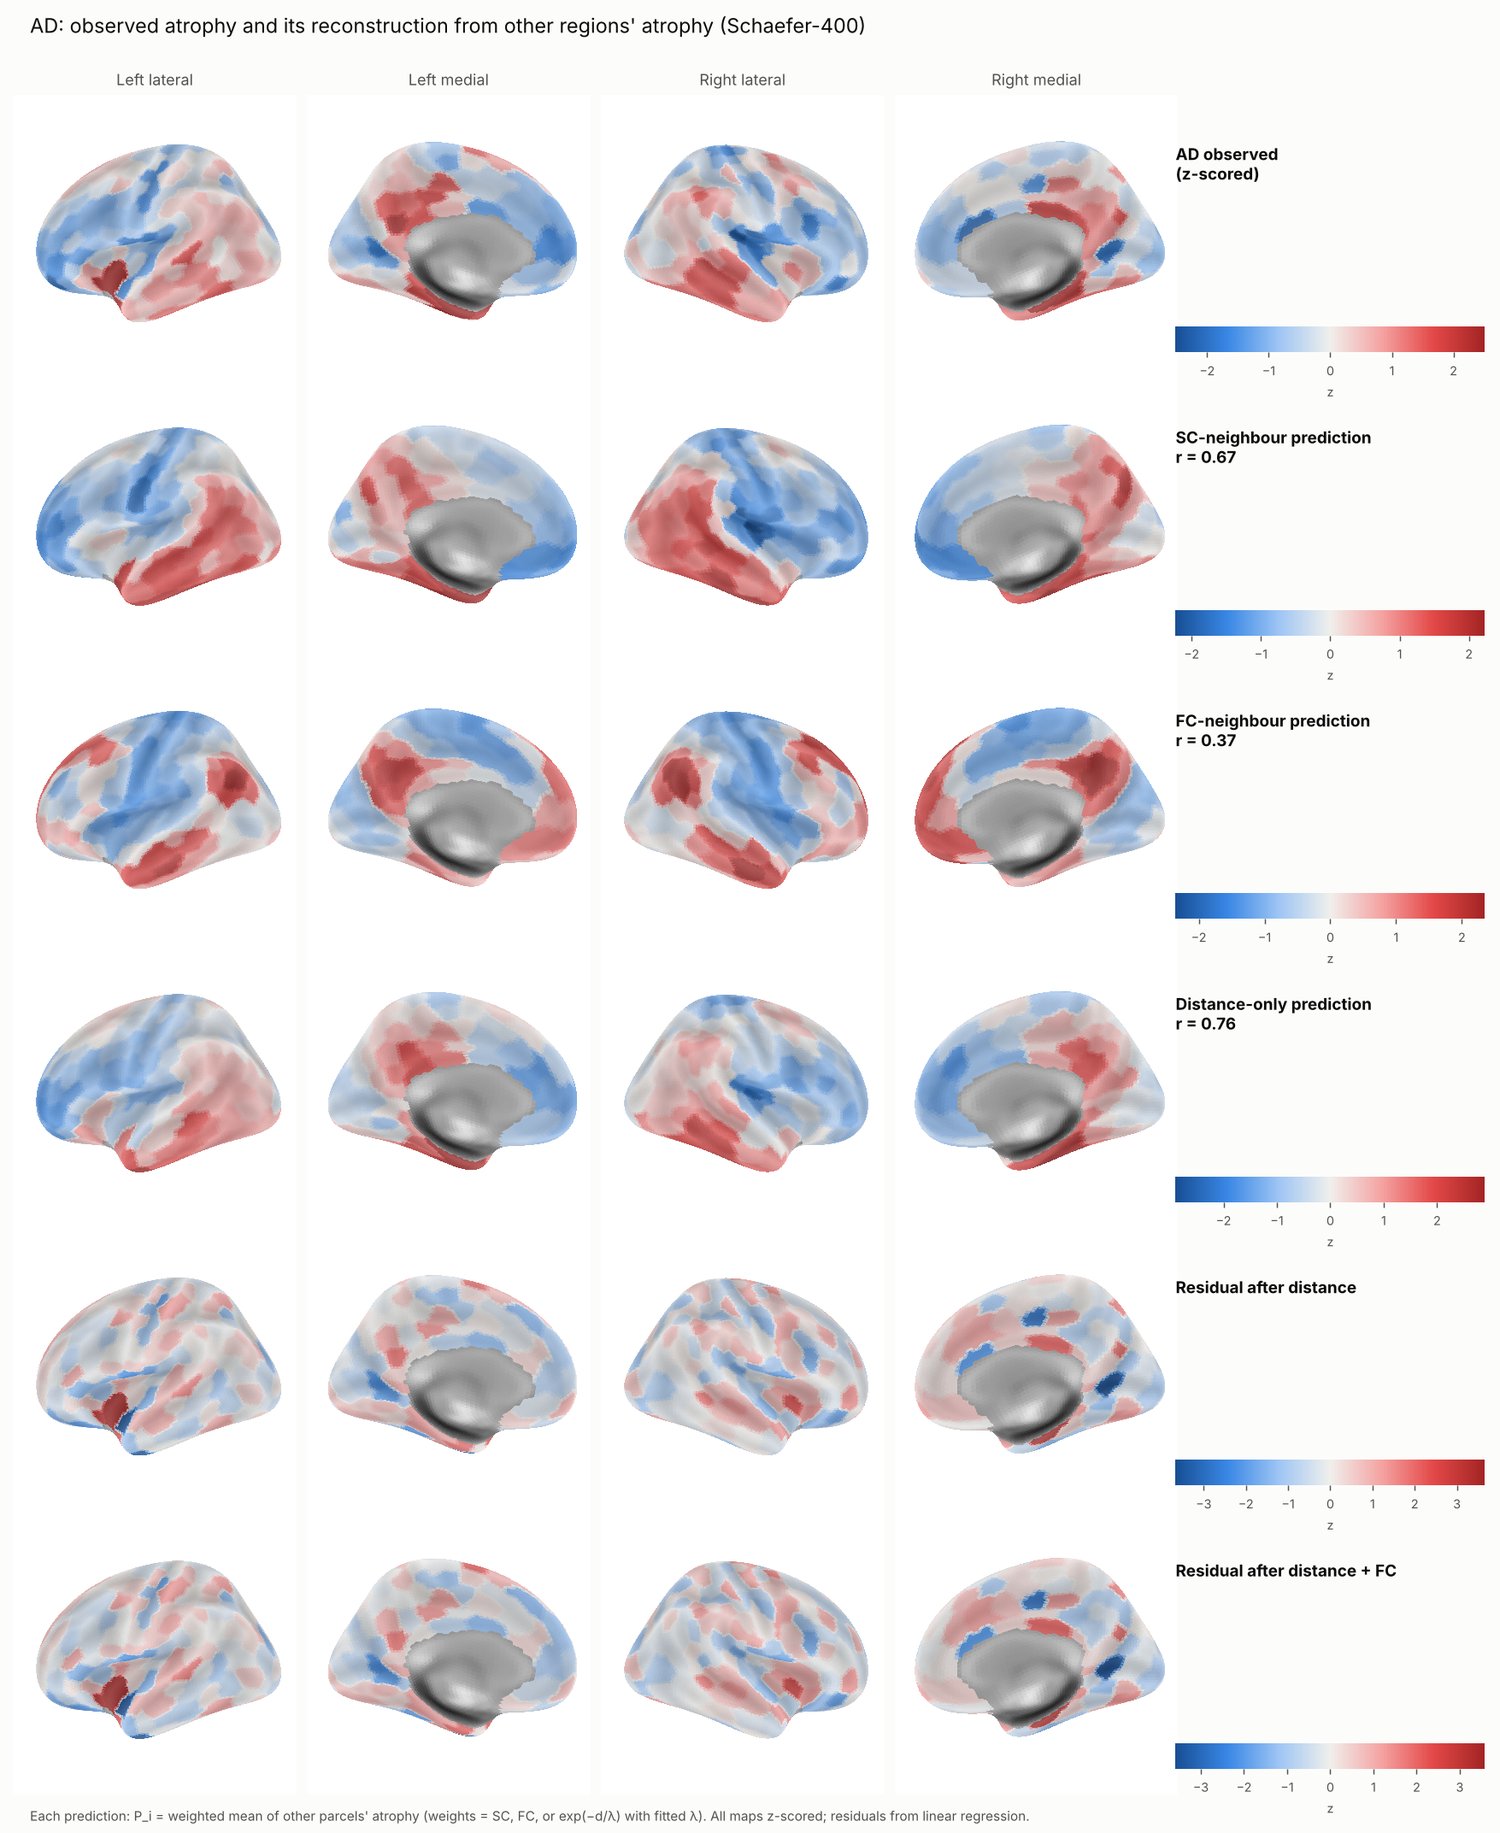 AD: observed atrophy and its reconstruction from other regions' atrophy (Schaefer-400)
Left lateral
Left medial
Right lateral
Right medial
AD observed
(z-scored)
−2 −1 0 1 2
z
SC-neighbour prediction
r = 0.67
−2 −1 0 1 2
z
FC-neighbour prediction
r = 0.37
−2 −1 0 1 2
z
Distance-only prediction
r = 0.76
−2 −1 0 1 2
z
Residual after distance
−3 −2 −1 0 1 2 3
z
Residual after distance + FC
−3 −2 −1 0 1 2 3
z
Each prediction: P_i = weighted mean of other parcels' atrophy (weights = SC, FC, or exp(−d/λ) with fitted λ). All maps z-scored; residuals from linear regression.